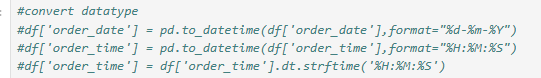 #convert datatype
#df['order_date'] = pd.to_datetime(df['order_date'],format="%d-%m-%Y")
#df['order_time'] = pd.to_datetime(df['order_time'],format="%H:%M:%S")
#df['order_time'] = df['order_time'].dt.strftime('%H:%M:%S')